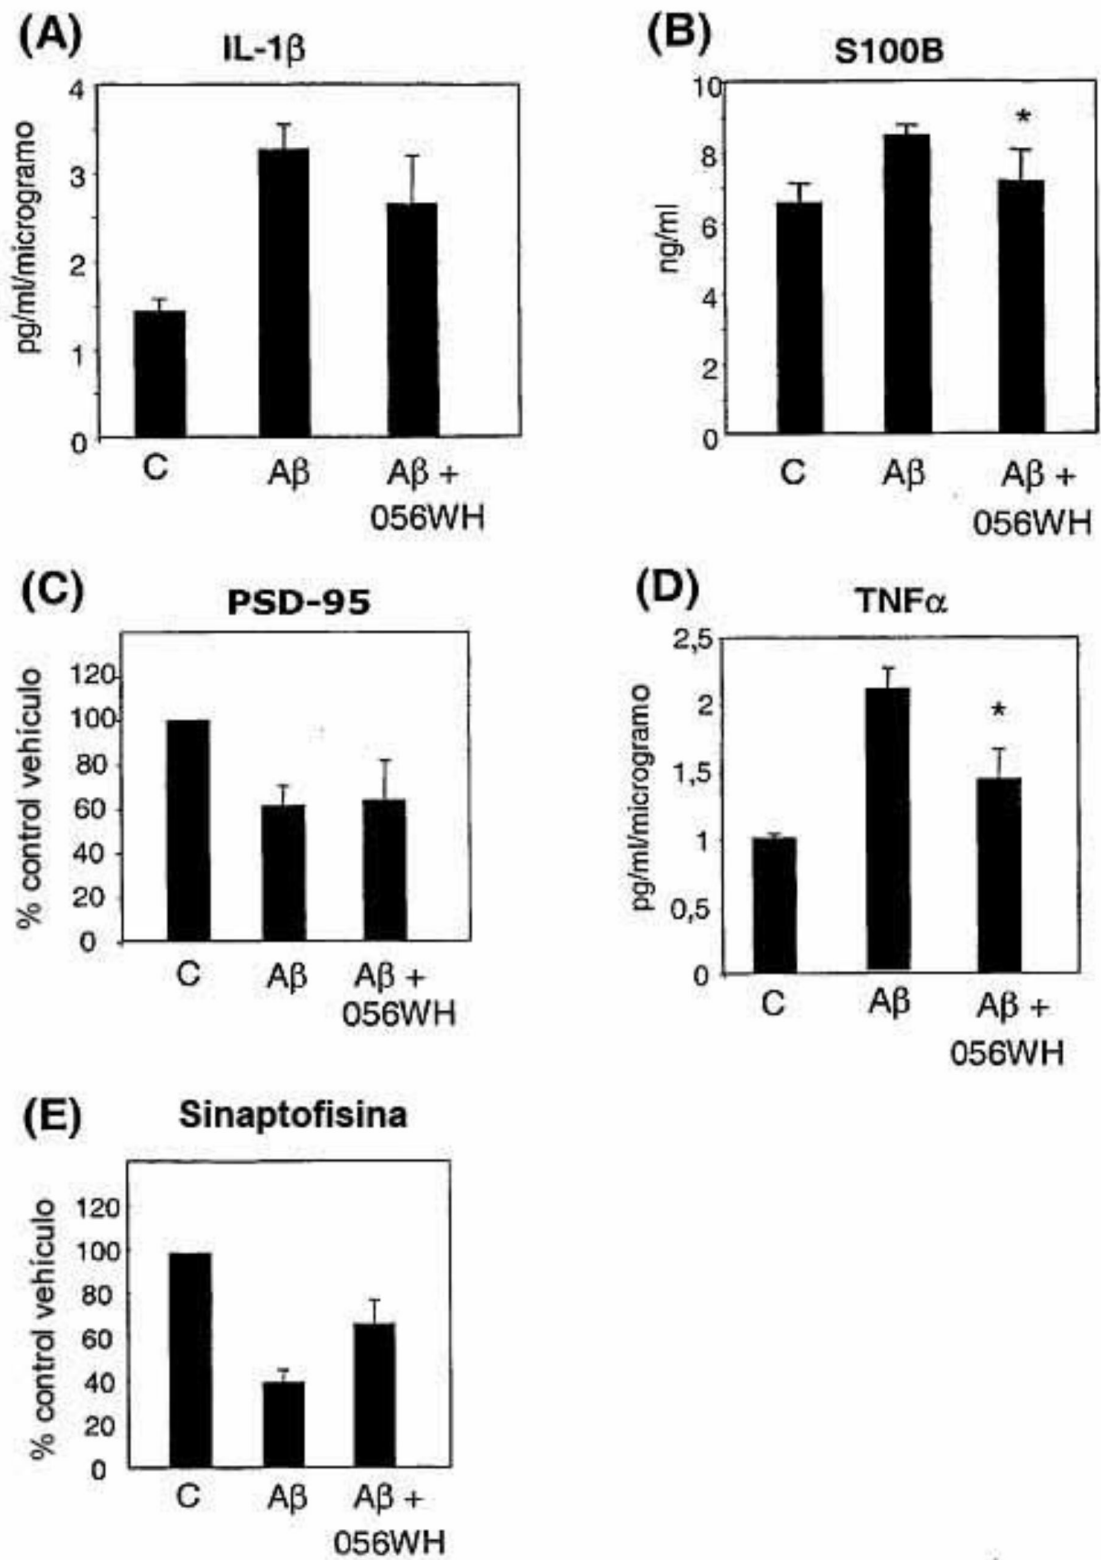 (A)
IL-1β
pg/ml/microgramo
4
3
2
1
0
C
Aβ
Aβ +
056WH
(B)
S100B
ng/ml
10
8
6
4
2
0
C
Aβ
Aβ +
056WH
*
(C)
PSD-95
% control vehículo
120
100
80
60
40
20
0
C
Aβ
Aβ +
056WH
(D)
TNFα
pg/ml/microgramo
2,5
2
1,5
1
0,5
0
C
Aβ
Aβ +
056WH
*
(E)
Sinaptofisina
% control vehículo
120
100
80
60
40
20
0
C
Aβ
Aβ +
056WH